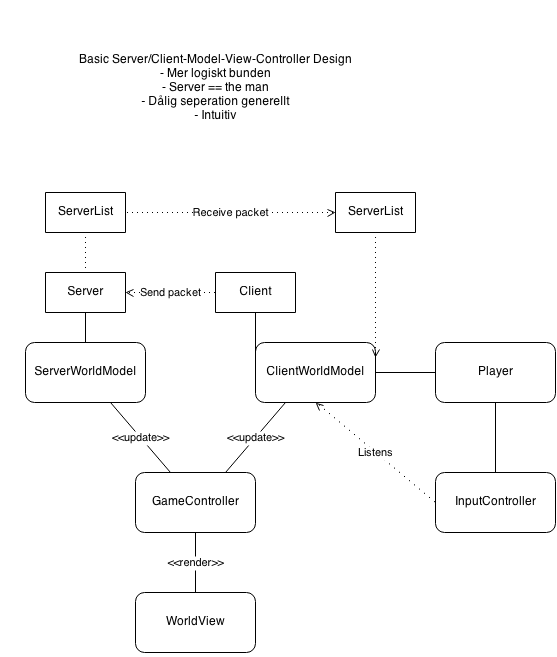 Basic Server/Client-Model-View-Controller Design
- Mer logiskt bunden
- Server == the man
- Dålig seperation generellt
- Intuitiv
ServerList
Receive packet
ServerList
Server
Send packet
Client
ServerWorldModel
ClientWorldModel
Player
<<update>>
<<update>>
Listens
GameController
InputController
<<render>>
WorldView